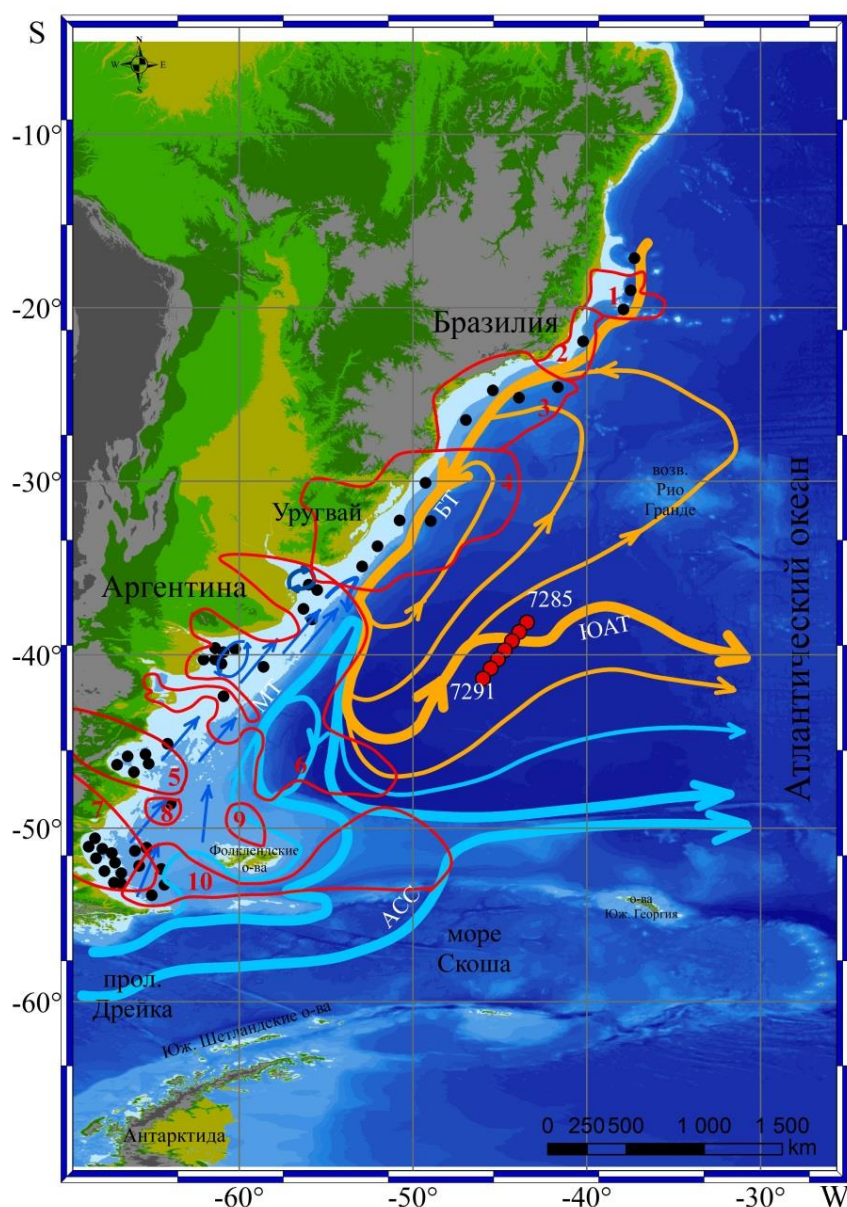 S
N
W E
S
-10°
-20°
1
Бразилия
2
3
-30°
4
возв.
Рио
Гранде
БТ
Уругвай
Аргентина
Атлантический океан
7285
ЮАТ
-40°
7291
МТ
5
6
7
8
9
-50°
Фолклендские
о-ва
10
АСС
о-ва
Юж. Георгия
море
Скоша
прол.
Дрейка
-60°
Юж. Шетландские о-ва
Антарктида
0 250 500 1 000 1 500
km
-60° -50° -40° -30° W